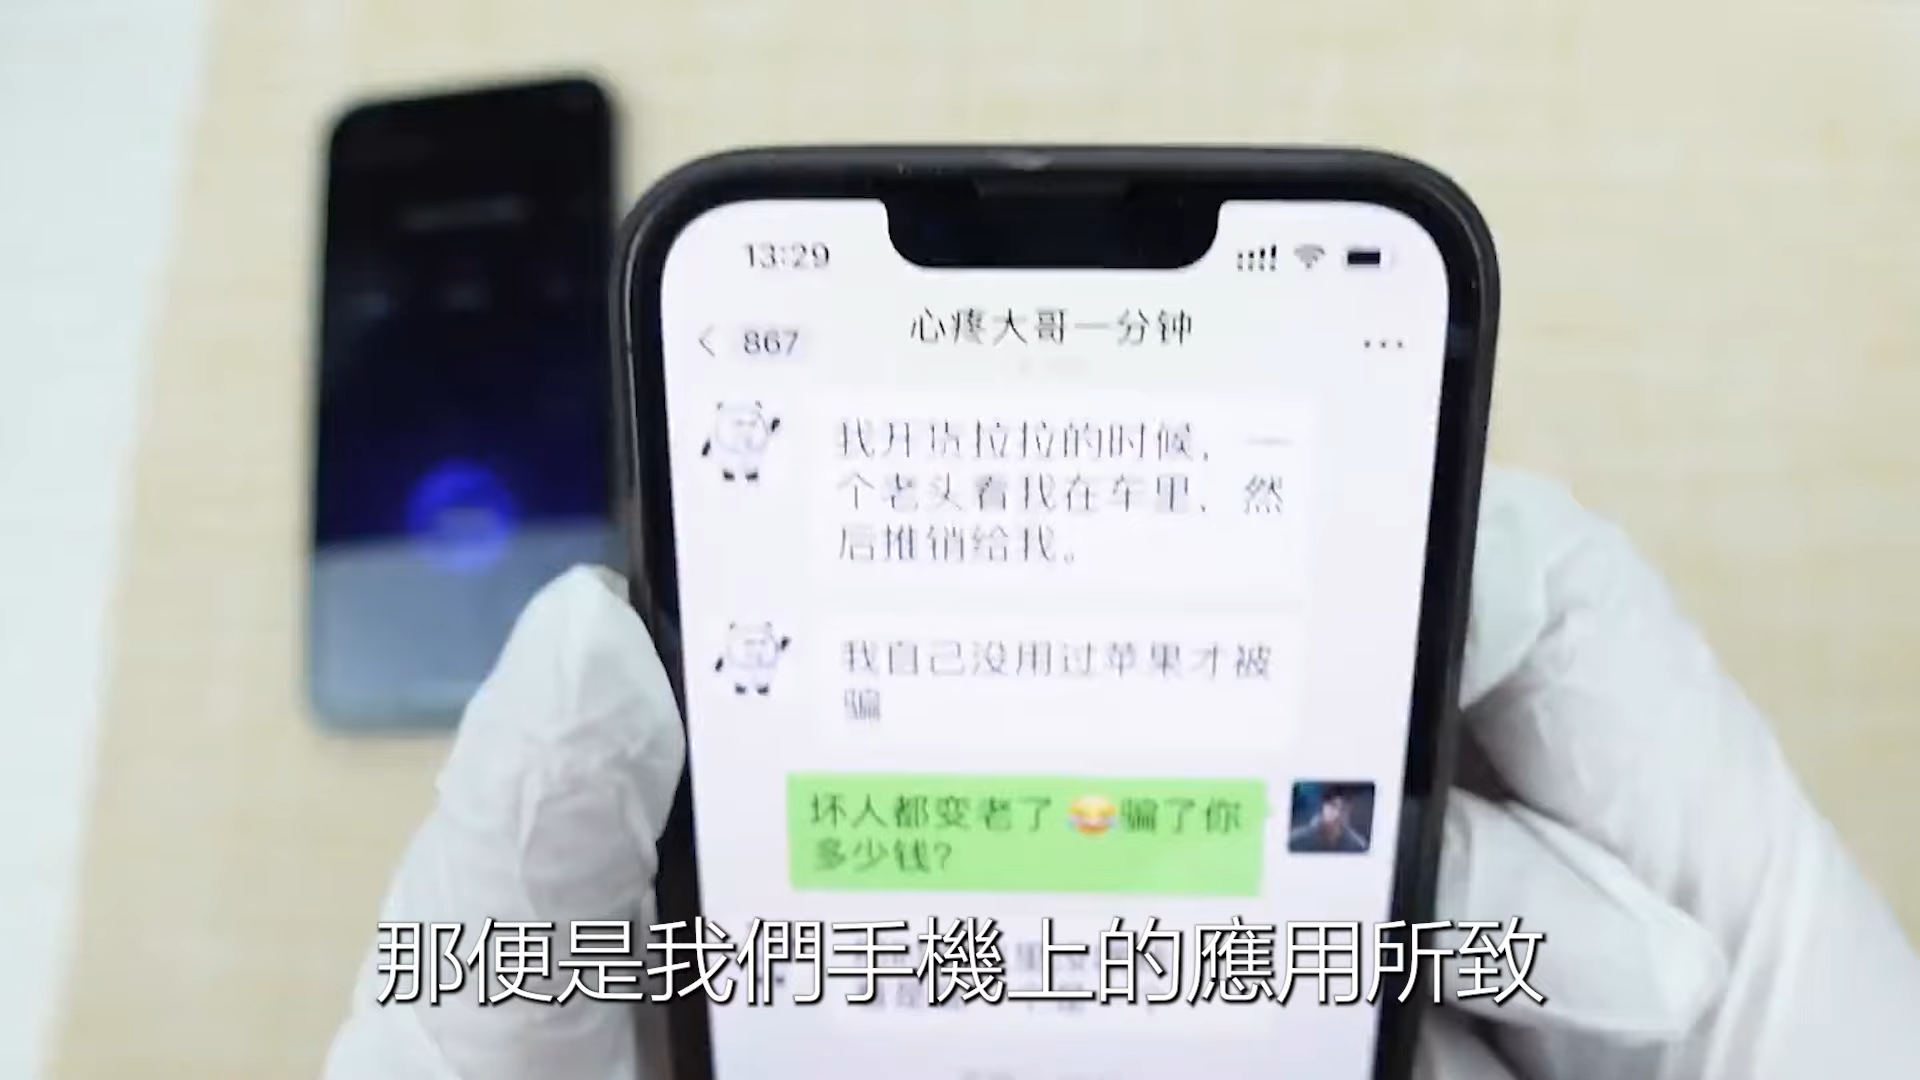 13:29
867
心疼大哥一分钟
我开货拉拉的时候，一
个老头看我在车里，然
后推销给我。
我自己没用过苹果才被
骗
坏人都变老了😂骗了你
多少钱？
那便是我們手機上的應用所致